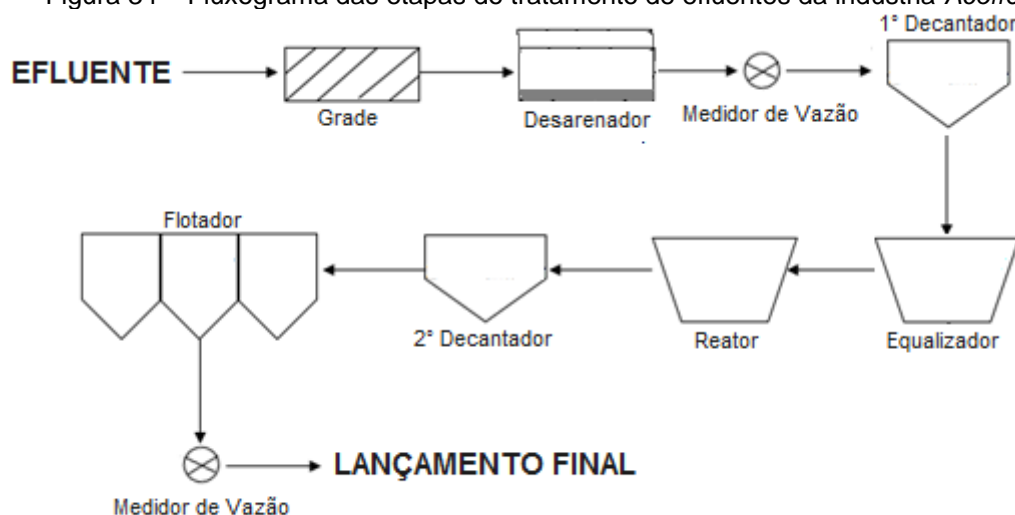 1° Decantador
EFLUENTE
Grade
Desarenador
Medidor de Vazão
Flotador
2° Decantador
Reator
Equalizador
LANÇAMENTO FINAL
Medidor de Vazão